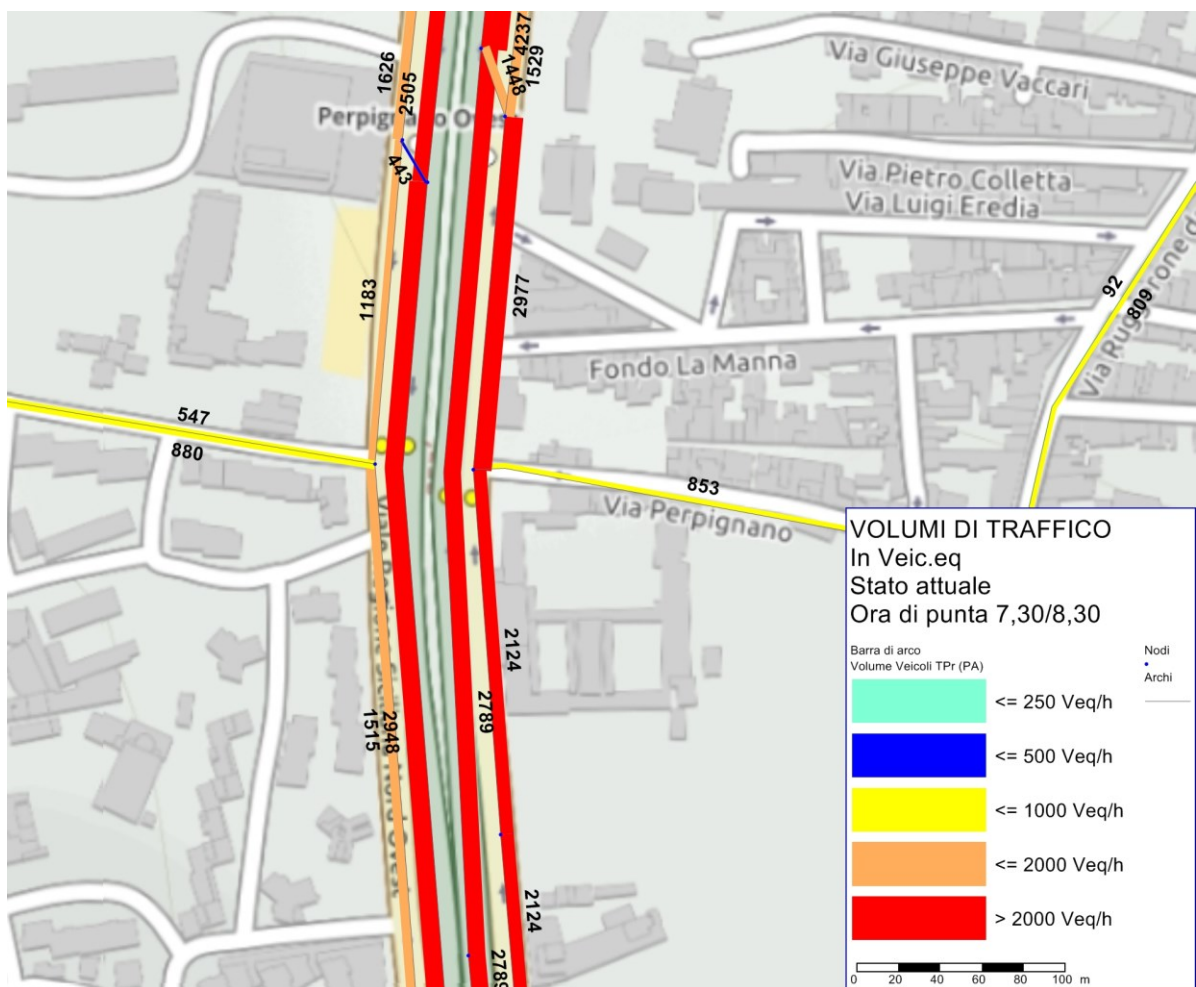 1626
2505
4237
1529
1448
Via Giuseppe Vaccari
443
Via Pietro Colletta
Via Luigi Eredia
1183
2977
92
809
Fondo La Manna
547
880
853
Via Perpignano
2124
2789
2948
1515
2124
2789
VOLUMI DI TRAFFICO
In Veic.eq
Stato attuale
Ora di punta 7,30/8,30
Barra di arco
Volume Veicoli TPr (PA)
Nodi
Archi
<= 250 Veq/h
<= 500 Veq/h
<= 1000 Veq/h
<= 2000 Veq/h
> 2000 Veq/h
0 20 40 60 80 100 m